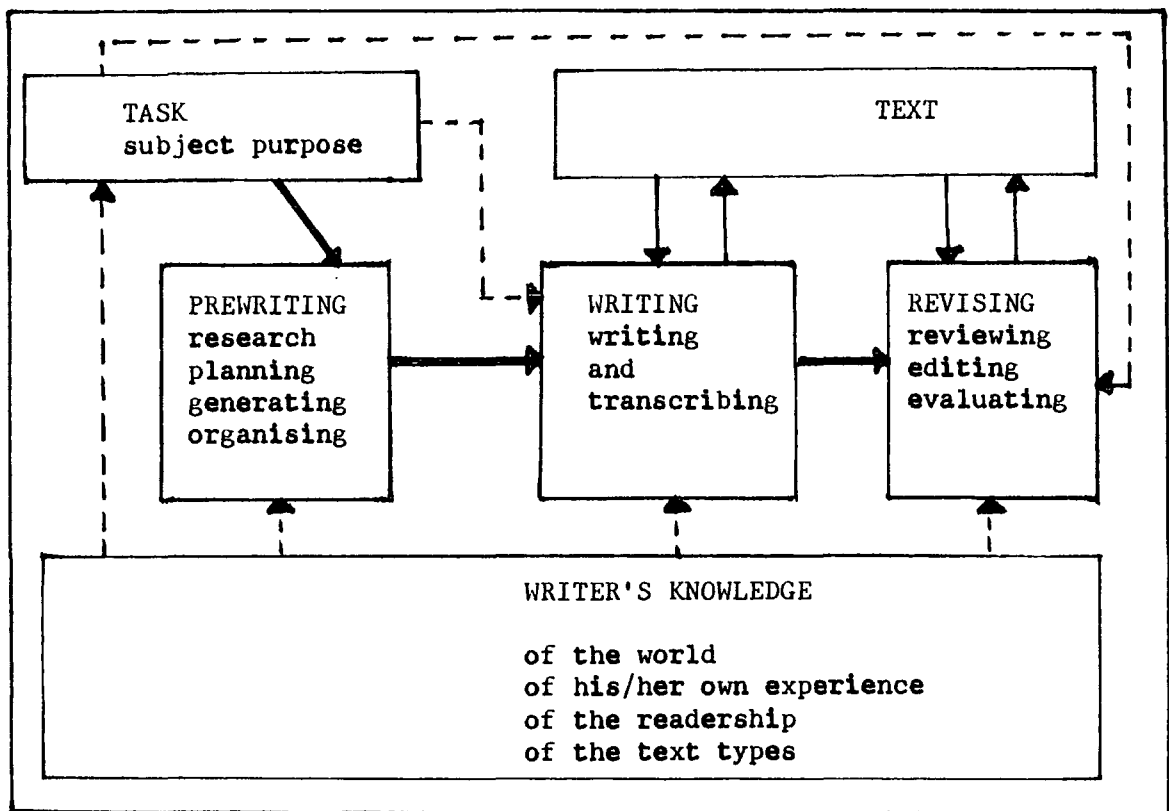 TASK
subject purpose
TEXT
PREWRITING
research
planning
generating
organising
WRITING
writing
and
transcribing
REVISING
reviewing
editing
evaluating
WRITER'S KNOWLEDGE
of the world
of his/her own experience
of the readership
of the text types